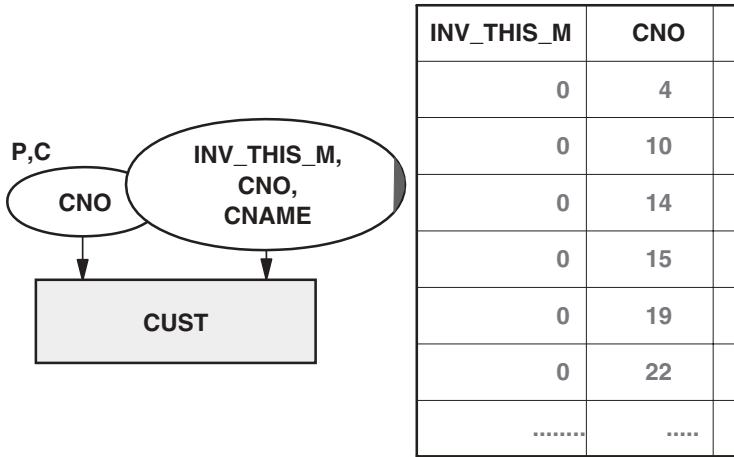 P,C
CNO
INV_THIS_M,
CNO,
CNAME
CUST
INV_THIS_M CNO
0 4
0 10
0 14
0 15
0 19
0 22
........ .....